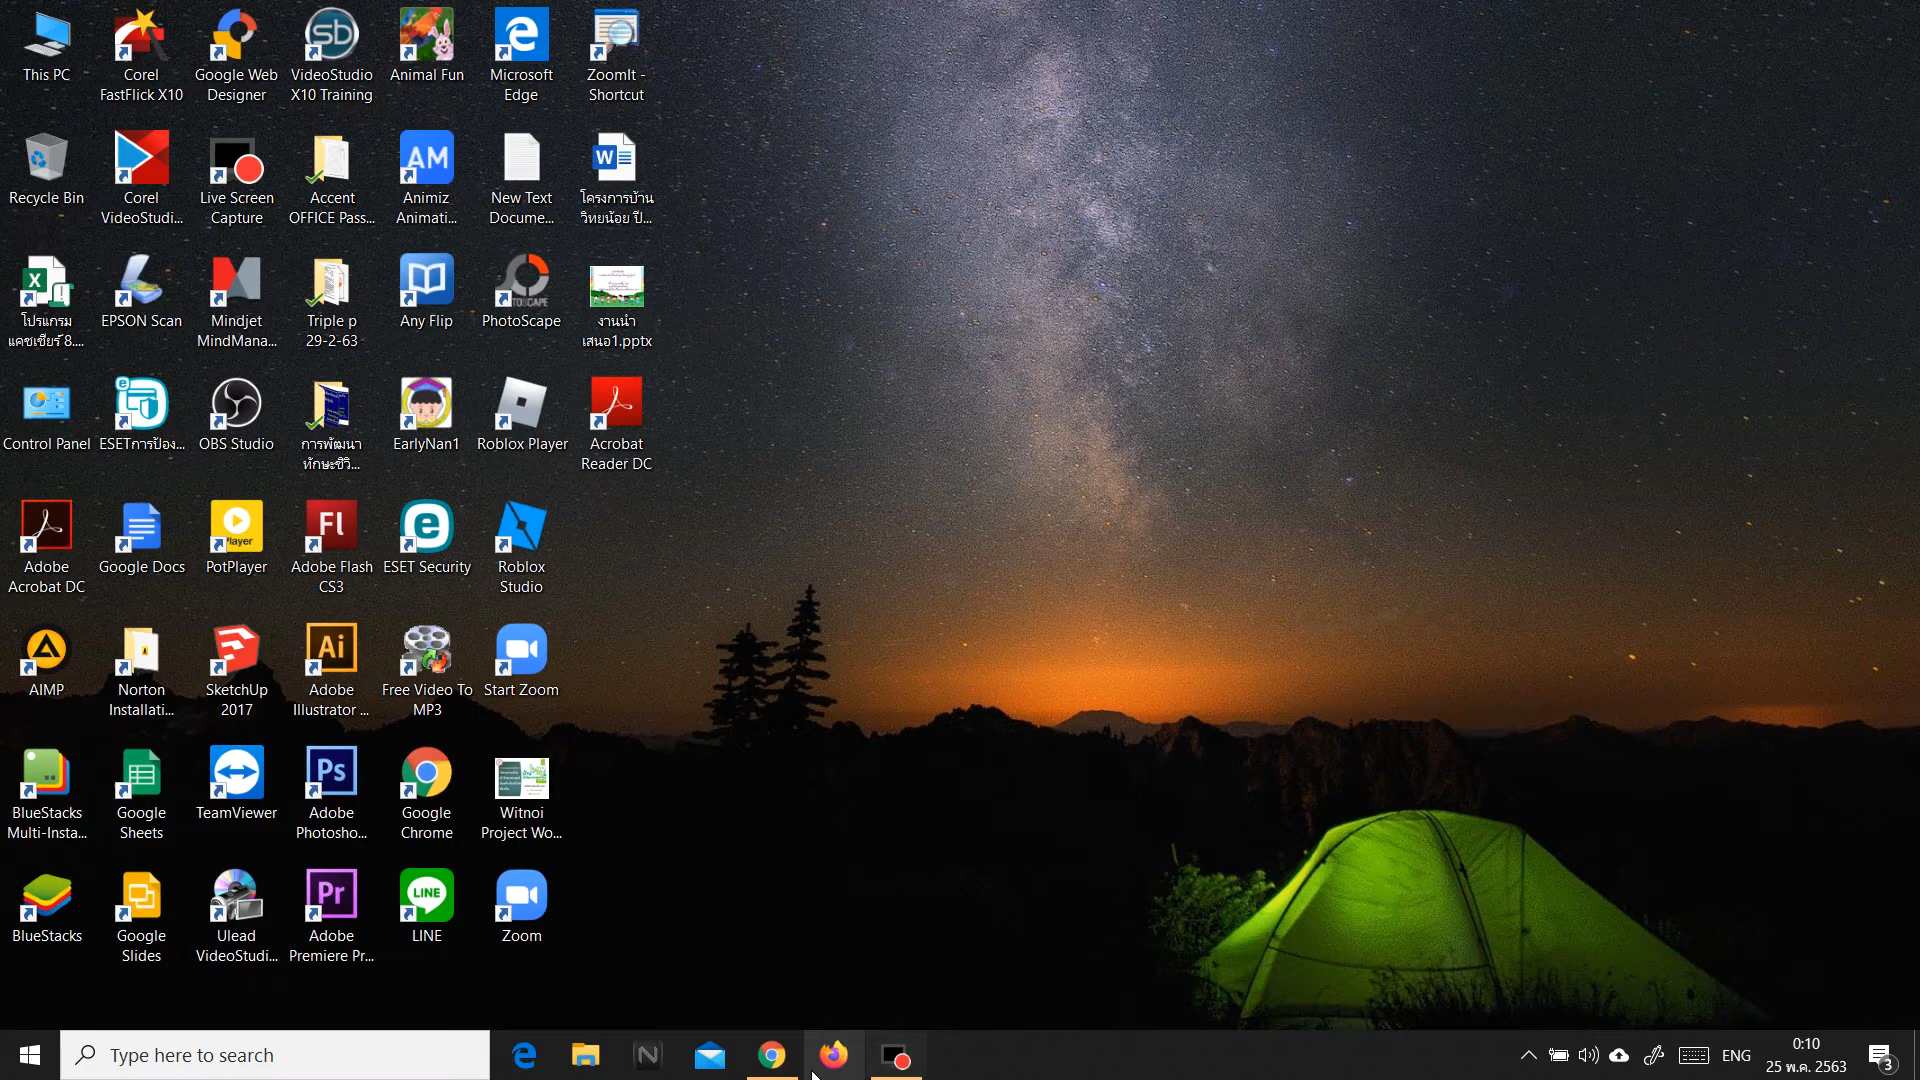 This PC
Corel
FastFlick X10
Google Web
Designer
VideoStudio
X10 Training
Animal Fun
Microsoft
Edge
ZoomIt -
Shortcut
Recycle Bin
Corel
VideoStudi...
Live Screen
Capture
Accent
OFFICE Pass...
AM
Animiz
Animati...
New Text
Docume...
โครงการบ้าน
วิทยน้อย ปี...
โปรแกรม
แคชเชียร์ 8....
EPSON Scan
Mindjet
MindMana...
Triple p
29-2-63
Any Flip
PhotoScape
งานนำ
เสนอ1.pptx
Control Panel
ESETการป้อง...
OBS Studio
การพัฒนา
ทักษะชีวิ...
EarlyNan1
Roblox Player
Acrobat
Reader DC
Adobe
Acrobat DC
Google Docs
Player
PotPlayer
Fl
Adobe Flash
CS3
ESET Security
Roblox
Studio
AIMP
Norton
Installati...
SketchUp
2017
Ai
Adobe
Illustrator ...
Free Video To
MP3
Start Zoom
BlueStacks
Multi-Insta...
Google
Sheets
TeamViewer
Ps
Adobe
Photosho...
Google
Chrome
Witnoi
Project Wo...
BlueStacks
Google
Slides
Ulead
VideoStudi...
Pr
Adobe
Premiere Pr...
LINE
LINE
Zoom
Type here to search
ENG
0:10
25 พ.ค. 2563
3